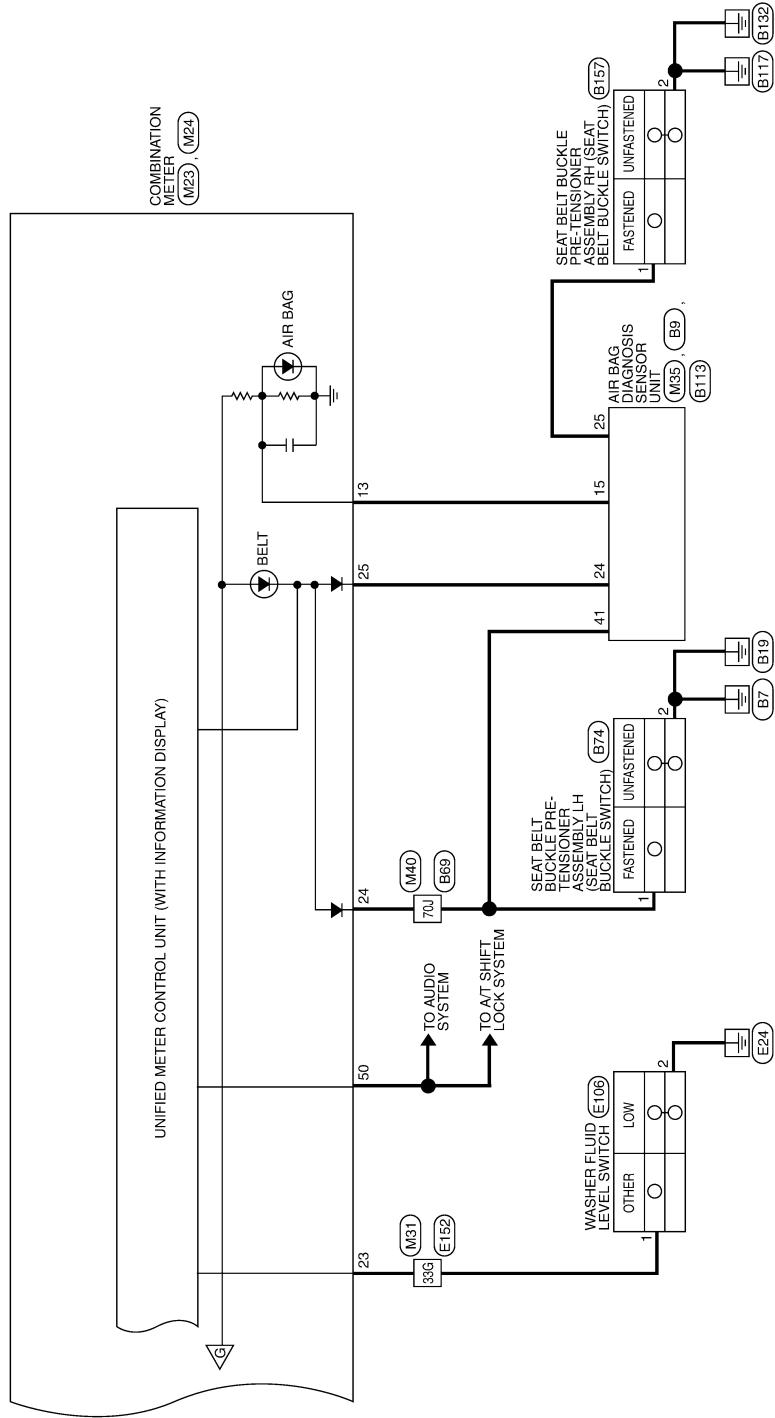 COMBINATION
METER
M23 , M24
UNIFIED METER CONTROL UNIT (WITH INFORMATION DISPLAY)
G
BELT
AIR BAG
23
50
24
25
13
M31
33G
E152
TO AUDIO
SYSTEM
TO A/T SHIFT
LOCK SYSTEM
M40
70J
B69
41
24
15
25
AIR BAG
DIAGNOSIS
SENSOR
UNIT
M35 , B9 ,
B113
WASHER FLUID
LEVEL SWITCH E106
OTHER
LOW
1
2
E24
SEAT BELT
BUCKLE PRE-
TENSIONER
ASSEMBLY LH
(SEAT BELT
BUCKLE SWITCH) B74
FASTENED
UNFASTENED
1
2
B7
B19
SEAT BELT BUCKLE
PRE-TENSIONER
ASSEMBLY RH (SEAT
BELT BUCKLE SWITCH) B157
FASTENED
UNFASTENED
1
2
B117
B132